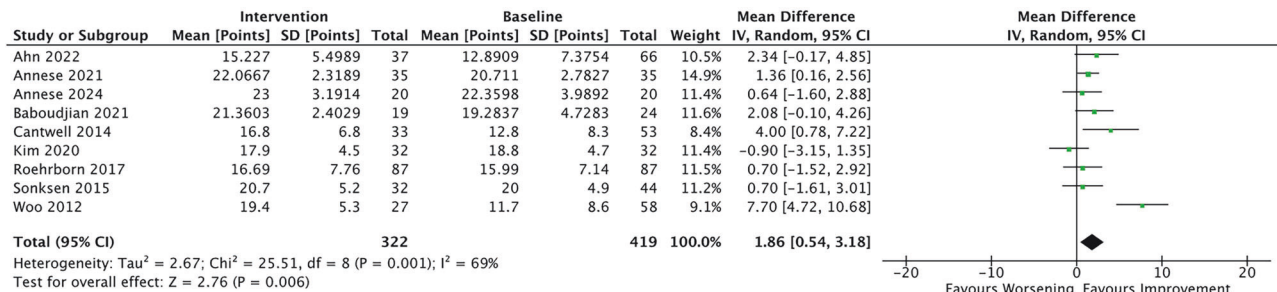 Intervention Baseline Mean Difference Mean Difference
Study or Subgroup Mean [Points] SD [Points] Total Mean [Points] SD [Points] Total Weight IV, Random, 95% CI IV, Random, 95% CI
Ahn 2022 15.227 5.4989 37 12.8909 7.3754 66 10.5% 2.34 [-0.17, 4.85]
Annese 2021 22.0667 2.3189 35 20.711 2.7827 35 14.9% 1.36 [0.16, 2.56]
Annese 2024 23 3.1914 20 22.3598 3.9892 20 11.4% 0.64 [-1.60, 2.88]
Baboudjian 2021 21.3603 2.4029 19 19.2837 4.7283 24 11.6% 2.08 [-0.10, 4.26]
Cantwell 2014 16.8 6.8 33 12.8 8.3 53 8.4% 4.00 [0.78, 7.22]
Kim 2020 17.9 4.5 32 18.8 4.7 32 11.4% -0.90 [-3.15, 1.35]
Roehrborn 2017 16.69 7.76 87 15.99 7.14 87 11.5% 0.70 [-1.52, 2.92]
Sonksen 2015 20.7 5.2 32 20 4.9 44 11.2% 0.70 [-1.61, 3.01]
Woo 2012 19.4 5.3 27 11.7 8.6 58 9.1% 7.70 [4.72, 10.68]
Total (95% CI) 322 419 100.0% 1.86 [0.54, 3.18]
Heterogeneity: Tau² = 2.67; Chi² = 25.51, df = 8 (P = 0.001); I² = 69%
Test for overall effect: Z = 2.76 (P = 0.006)
-20 -10 0 10 20
Favours Worsening Favours Improvement